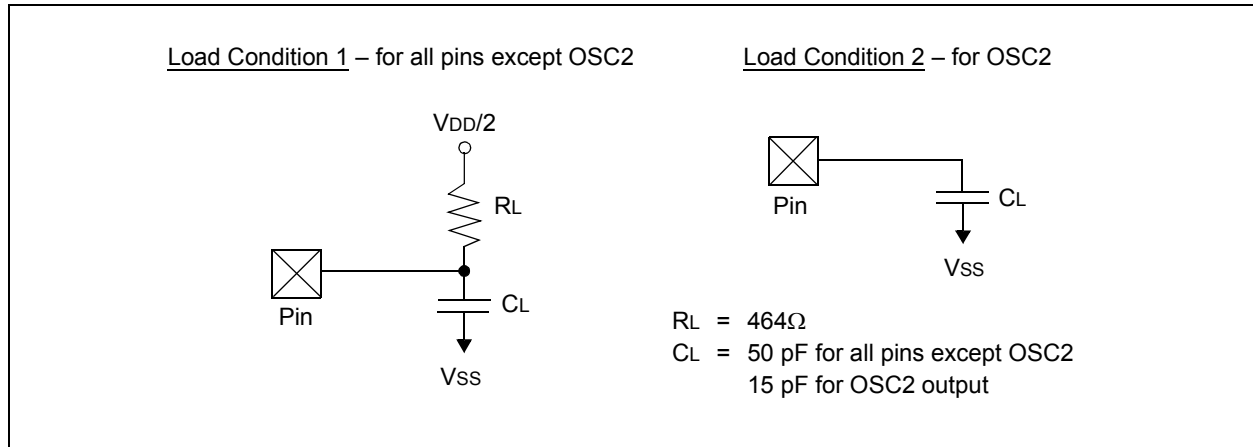 Load Condition 1 – for all pins except OSC2
VDD/2
RL
Pin
CL
VSS
Load Condition 2 – for OSC2
Pin
CL
VSS
RL = 464Ω
CL = 50 pF for all pins except OSC2
15 pF for OSC2 output